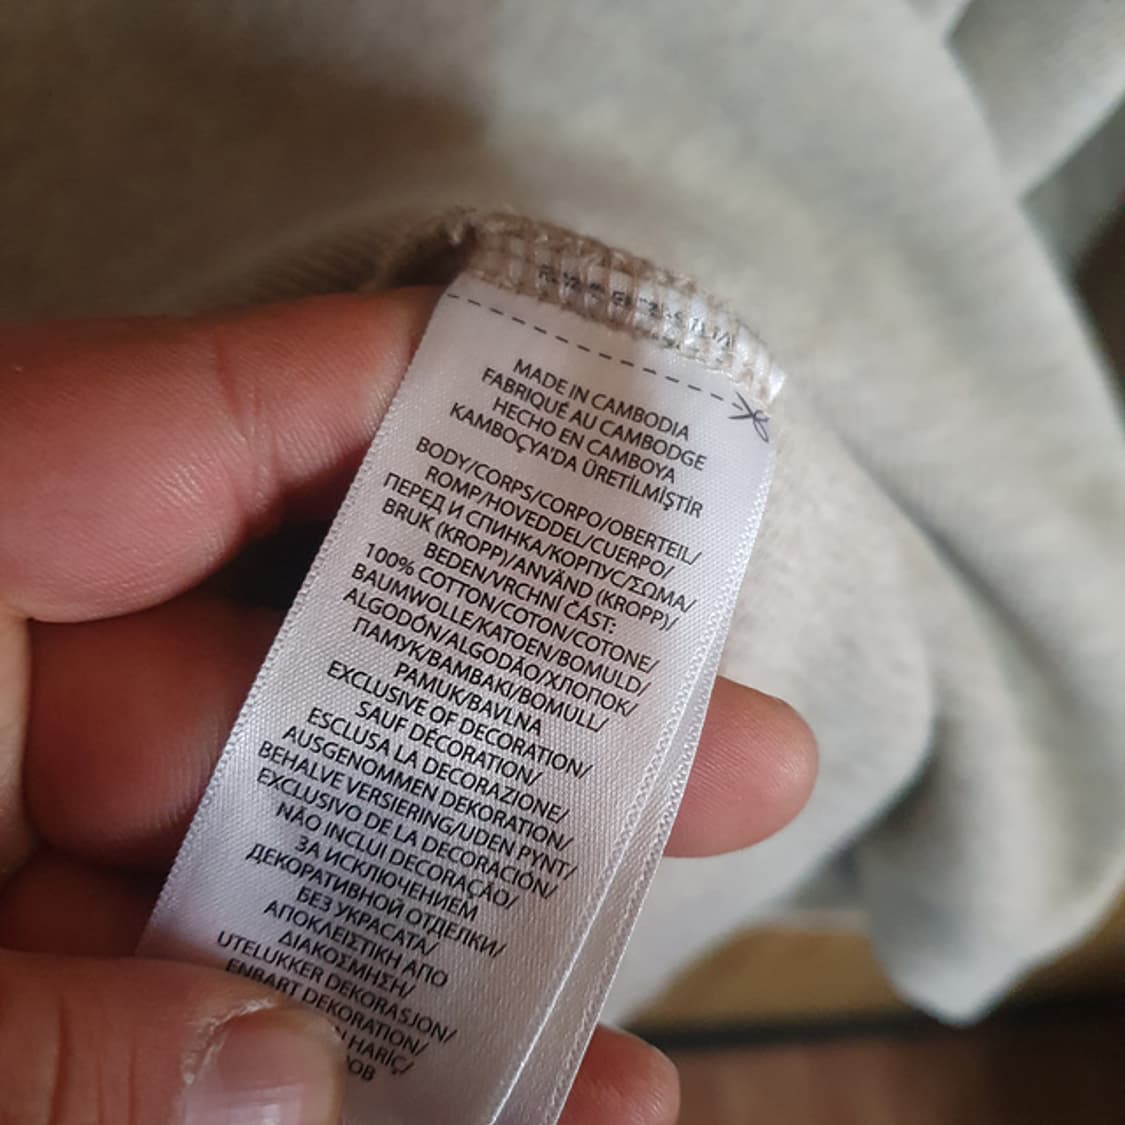 MADE IN CAMBODIA
FABRIQUÉ AU CAMBODGE
HECHO EN CAMBOYA
KAMBOÇYA'DA ÜRETİLMİŞTİR
BODY/CORPS/CORPO/OBERTEIL/
ROMP/HOVEDDEL/CUERPO/
ПЕРЕД И СПИНКА/КОРПУС/ΣΩΜΑ/
BRUK (KROPP)/ANVÄND (KROPP)/
BEDEN/VRCHNÍ ČÁST:
100% COTTON/COTON/COTONE/
BAUMWOLLE/KATOEN/BOMULD/
ALGODÓN/ALGODÃO/ХЛОПОК/
ПАМУК/ΒΑΜΒΑΚΙ/BOMULL/
PAMUK/BAVLNA
EXCLUSIVE OF DECORATION/
SAUF DÉCORATION/
ESCLUSA LA DECORAZIONE/
AUSGENOMMEN DEKORATION/
BEHALVE VERSIERING/UDEN PYNT/
EXCLUSIVO DE LA DECORACIÓN/
NÃO INCLUI DECORAÇÃO/
ЗА ИСКЛЮЧЕНИЕМ
ДЕКОРАТИВНОЙ ОТДЕЛКИ/
БЕЗ УКРАСАТА/
ΑΠΟΚΛΕΙΣΤΙΚΗ ΑΠΟ
ΔΙΑΚΟΣΜΗΣΗ/
UTELUKKER DEKORASJON/
ENBART DEKORATION/
HARİÇ/